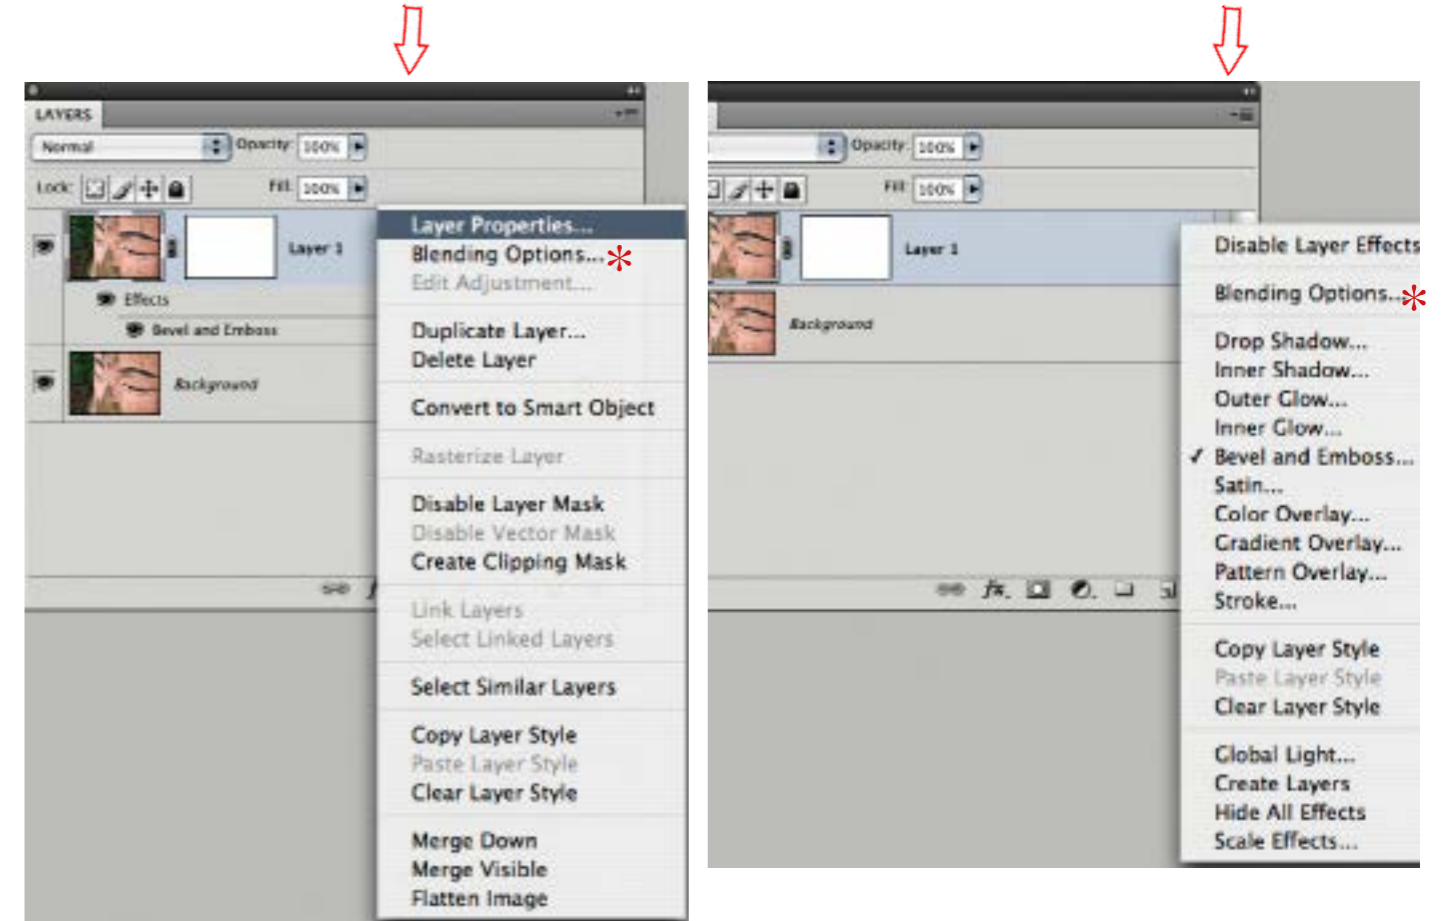 LAYERS
Normal
Opacity: 100%
Lock:
Fill: 100%
Layer 1
Effects
Bevel and Emboss
Background
Layer Properties...
Blending Options...*
Edit Adjustment...
Duplicate Layer...
Delete Layer
Convert to Smart Object
Rasterize Layer
Disable Layer Mask
Disable Vector Mask
Create Clipping Mask
Link Layers
Select Linked Layers
Select Similar Layers
Copy Layer Style
Paste Layer Style
Clear Layer Style
Merge Down
Merge Visible
Flatten Image
Opacity: 100%
Fill: 100%
Layer 1
Background
fx.
Disable Layer Effects
Blending Options...*
Drop Shadow...
Inner Shadow...
Outer Glow...
Inner Glow...
✓ Bevel and Emboss...
Satin...
Color Overlay...
Gradient Overlay...
Pattern Overlay...
Stroke...
Copy Layer Style
Paste Layer Style
Clear Layer Style
Global Light...
Create Layers
Hide All Effects
Scale Effects...